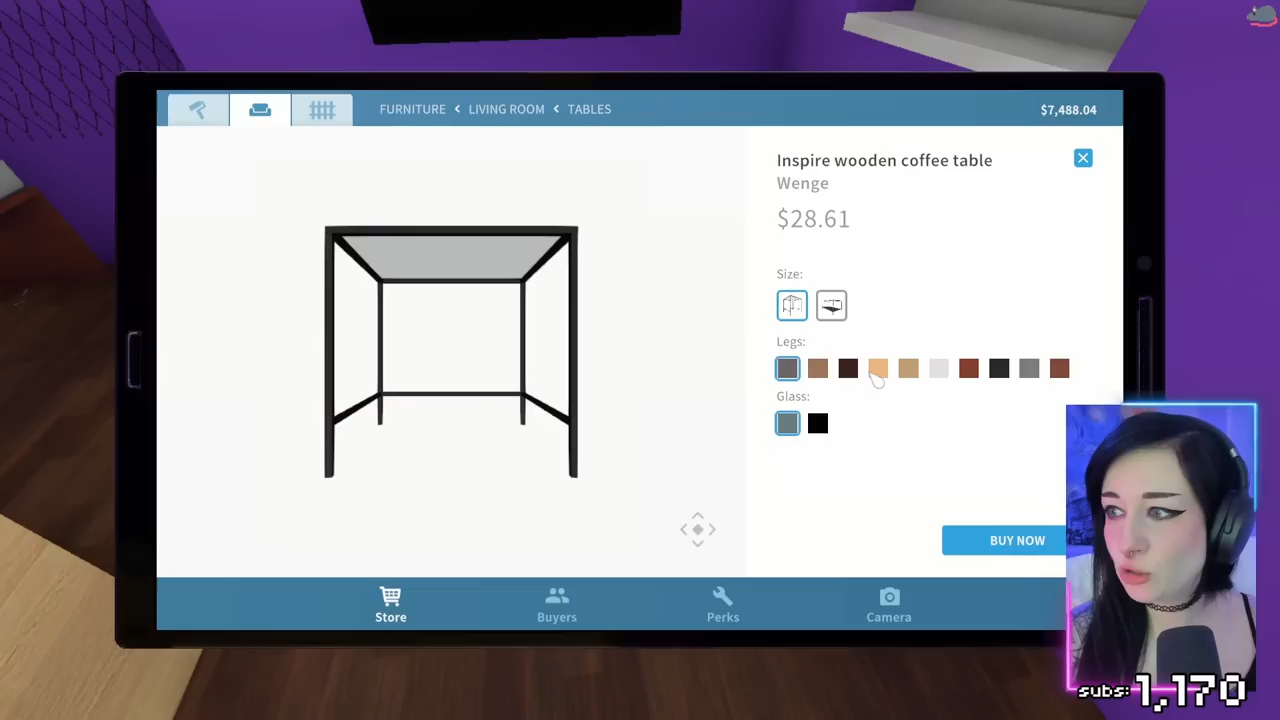 FURNITURE < LIVING ROOM < TABLES
$7,488.04
Inspire wooden coffee table
Wenge
$28.61
Size:
Legs:
Glass:
BUY NOW
Store
Buyers
Perks
Camera
subs: 1,170